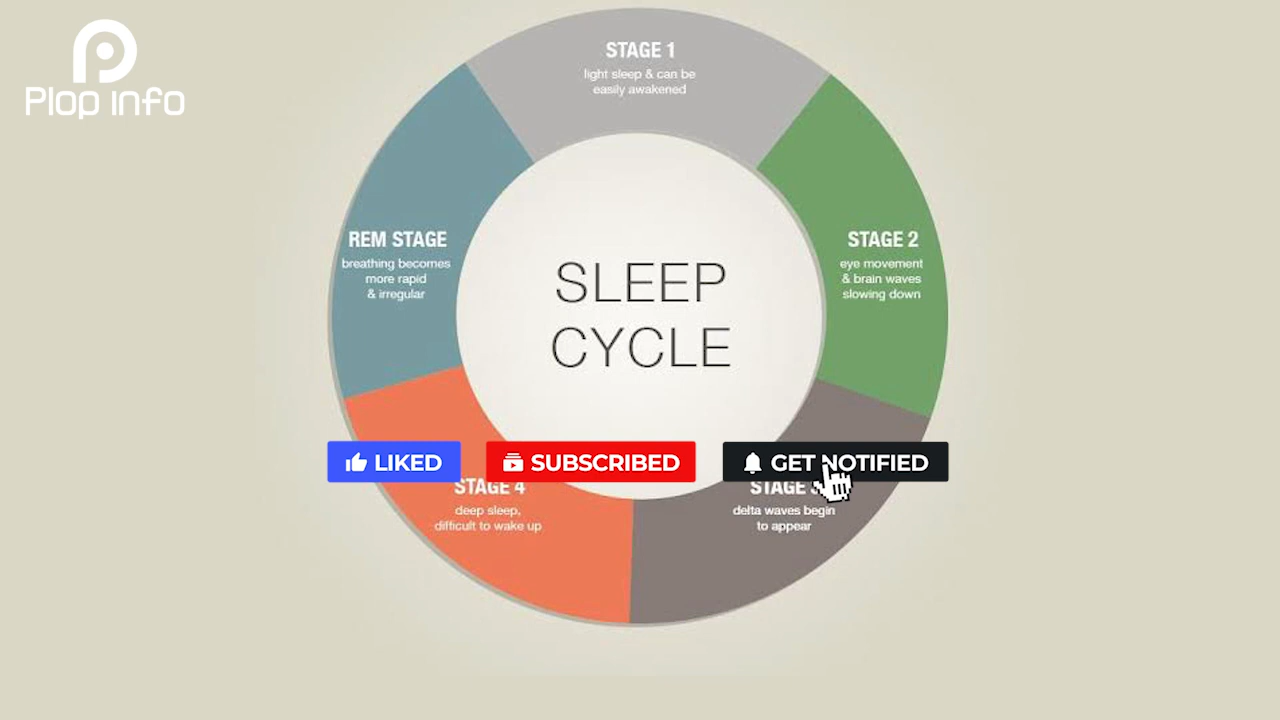 Plop info
STAGE 1
light sleep & can be
easily awakened
REM STAGE
breathing becomes
more rapid
& irregular
STAGE 2
eye movement
& brain waves
slowing down
SLEEP
CYCLE
LIKED
SUBSCRIBED
GET NOTIFIED
STAGE 4
deep sleep,
difficult to wake up
STAGE
delta waves begin
to appear